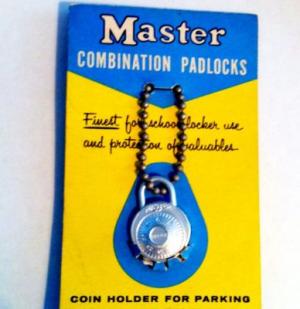 Master
COMBINATION PADLOCKS
Finest for school locker use
and protection of valuables
COIN HOLDER FOR PARKING